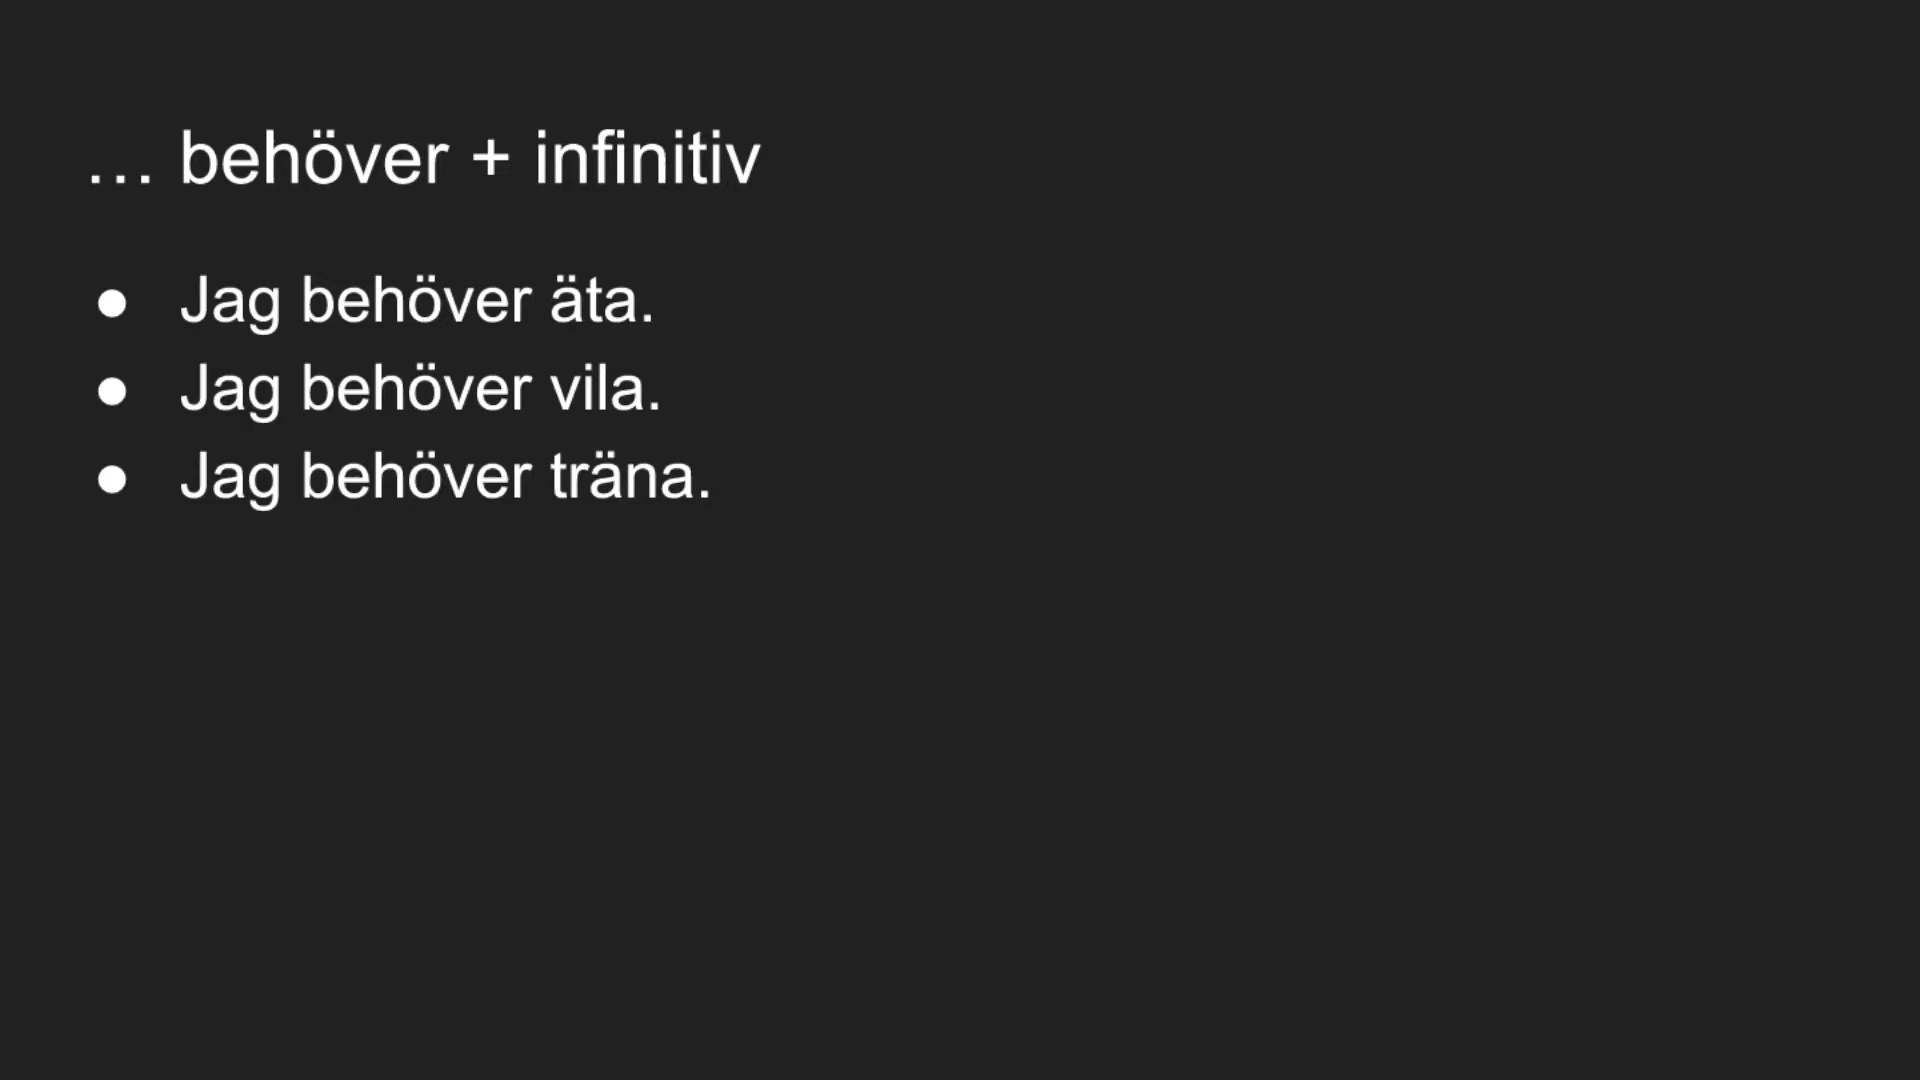 … behöver + infinitiv
● Jag behöver äta.
● Jag behöver vila.
● Jag behöver träna.